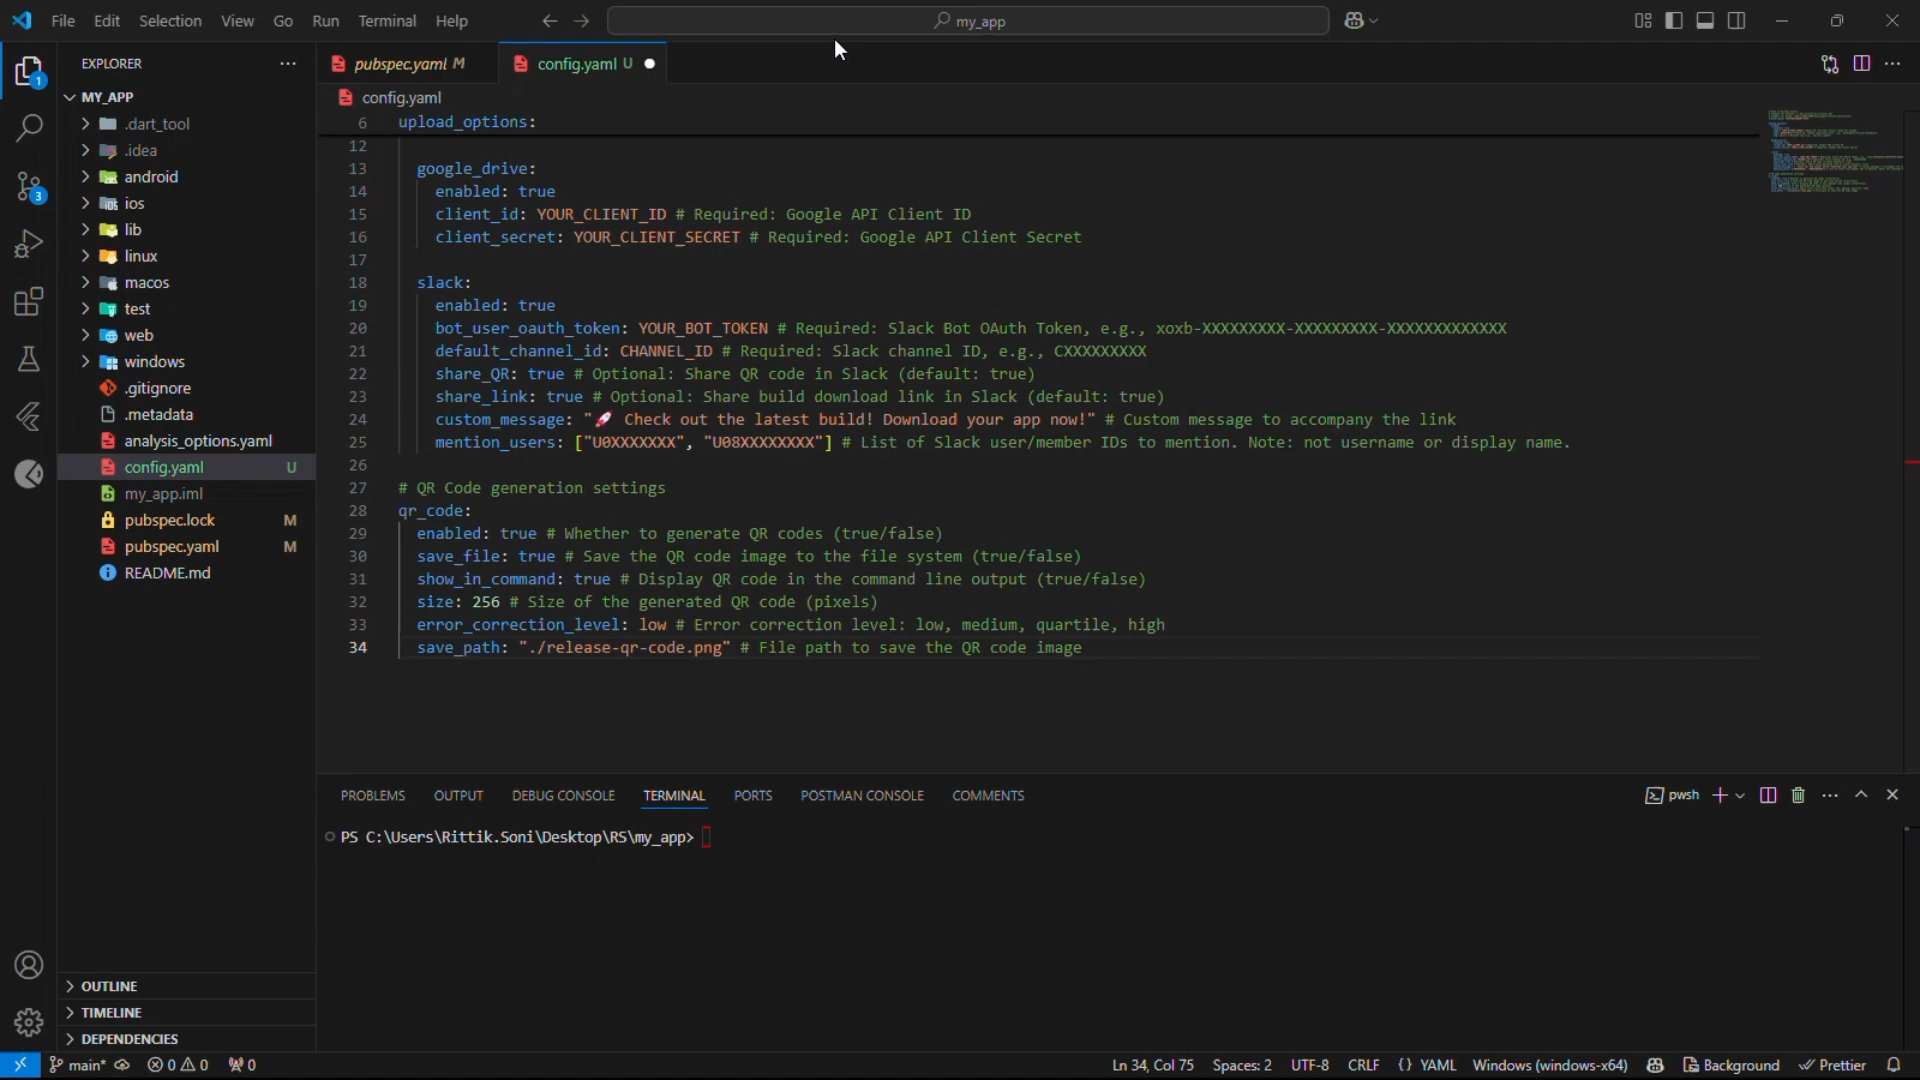 File Edit Selection View Go Run Terminal Help
my_app
EXPLORER
MY_APP
.dart_tool
.idea
android
ios
lib
linux
macos
test
web
windows
.gitignore
.metadata
analysis_options.yaml
config.yaml U
my_app.iml
pubspec.lock M
pubspec.yaml M
README.md
OUTLINE
TIMELINE
DEPENDENCIES
1
3
pubspec.yaml M
config.yaml U
config.yaml
6 upload_options:
12
13 google_drive:
14 enabled: true
15 client_id: YOUR_CLIENT_ID # Required: Google API Client ID
16 client_secret: YOUR_CLIENT_SECRET # Required: Google API Client Secret
17
18 slack:
19 enabled: true
20 bot_user_oauth_token: YOUR_BOT_TOKEN # Required: Slack Bot OAuth Token, e.g., xoxb-XXXXXXXXX-XXXXXXXXX-XXXXXXXXXXXXX
21 default_channel_id: CHANNEL_ID # Required: Slack channel ID, e.g., CXXXXXXXXX
22 share_QR: true # Optional: Share QR code in Slack (default: true)
23 share_link: true # Optional: Share build download link in Slack (default: true)
24 custom_message: "🚀 Check out the latest build! Download your app now!" # Custom message to accompany the link
25 mention_users: ["U0XXXXXXX", "U08XXXXXXXX"] # List of Slack user/member IDs to mention. Note: not username or display name.
26
27 # QR Code generation settings
28 qr_code:
29 enabled: true # Whether to generate QR codes (true/false)
30 save_file: true # Save the QR code image to the file system (true/false)
31 show_in_command: true # Display QR code in the command line output (true/false)
32 size: 256 # Size of the generated QR code (pixels)
33 error_correction_level: low # Error correction level: low, medium, quartile, high
34 save_path: "./release-qr-code.png" # File path to save the QR code image
PROBLEMS OUTPUT DEBUG CONSOLE TERMINAL PORTS POSTMAN CONSOLE COMMENTS
pwsh
PS C:\Users\Rittik.Soni\Desktop\RS\my_app>
main* 0 0 0
Ln 34, Col 75 Spaces: 2 UTF-8 CRLF {} YAML Windows (windows-x64) Background Prettier